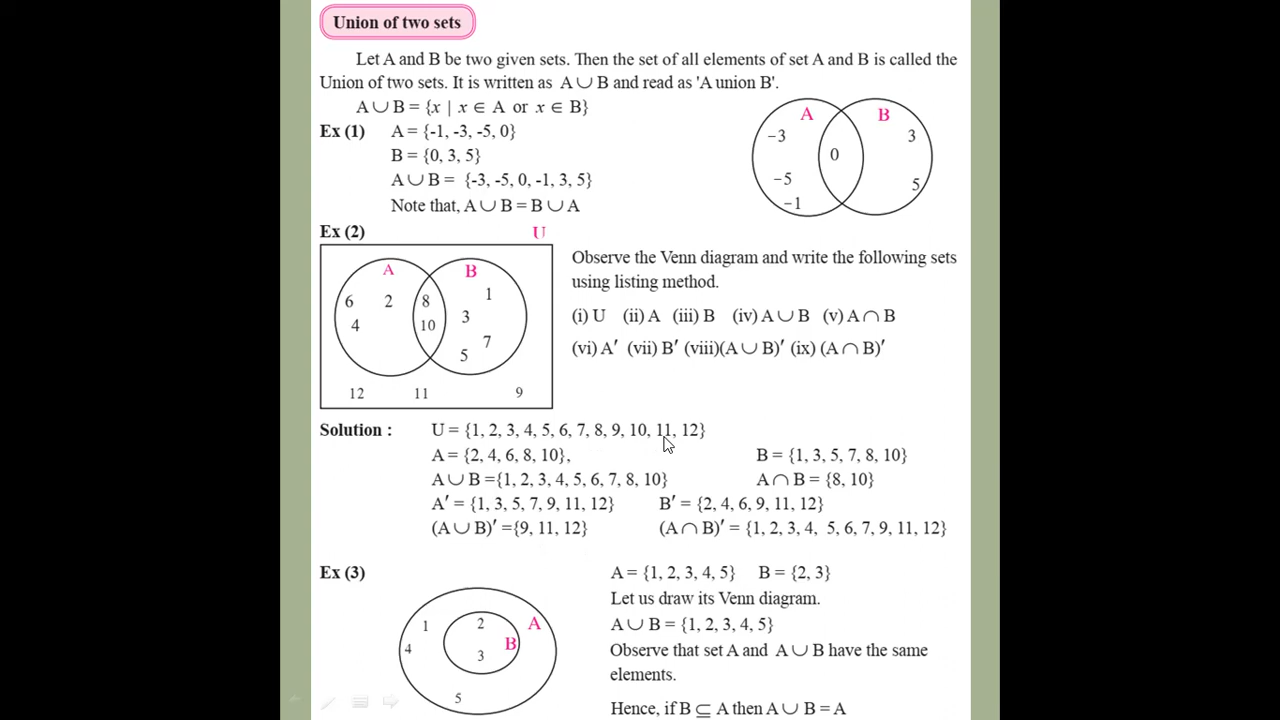 Union of two sets
Let A and B be two given sets. Then the set of all elements of set A and B is called the
Union of two sets. It is written as A ∪ B and read as 'A union B'.
A ∪ B = {x | x ∈ A or x ∈ B}
Ex (1) A = {-1, -3, -5, 0}
B = {0, 3, 5}
A ∪ B = {-3, -5, 0, -1, 3, 5}
Note that, A ∪ B = B ∪ A
A B
−3 3
0
−5 5
−1
Ex (2) U
A B
6 2 8 1
4 10 3
7
5
12 11 9
Observe the Venn diagram and write the following sets
using listing method.
(i) U (ii) A (iii) B (iv) A ∪ B (v) A ∩ B
(vi) A′ (vii) B′ (viii)(A ∪ B)′ (ix) (A ∩ B)′
Solution : U = {1, 2, 3, 4, 5, 6, 7, 8, 9, 10, 11, 12}
A = {2, 4, 6, 8, 10}, B = {1, 3, 5, 7, 8, 10}
A ∪ B ={1, 2, 3, 4, 5, 6, 7, 8, 10} A ∩ B = {8, 10}
A′ = {1, 3, 5, 7, 9, 11, 12} B′ = {2, 4, 6, 9, 11, 12}
(A ∪ B)′ ={9, 11, 12} (A ∩ B)′ = {1, 2, 3, 4, 5, 6, 7, 9, 11, 12}
Ex (3) A = {1, 2, 3, 4, 5} B = {2, 3}
1 2 A
4 B
3
5
Let us draw its Venn diagram.
A ∪ B = {1, 2, 3, 4, 5}
Observe that set A and A ∪ B have the same
elements.
Hence, if B ⊆ A then A ∪ B = A